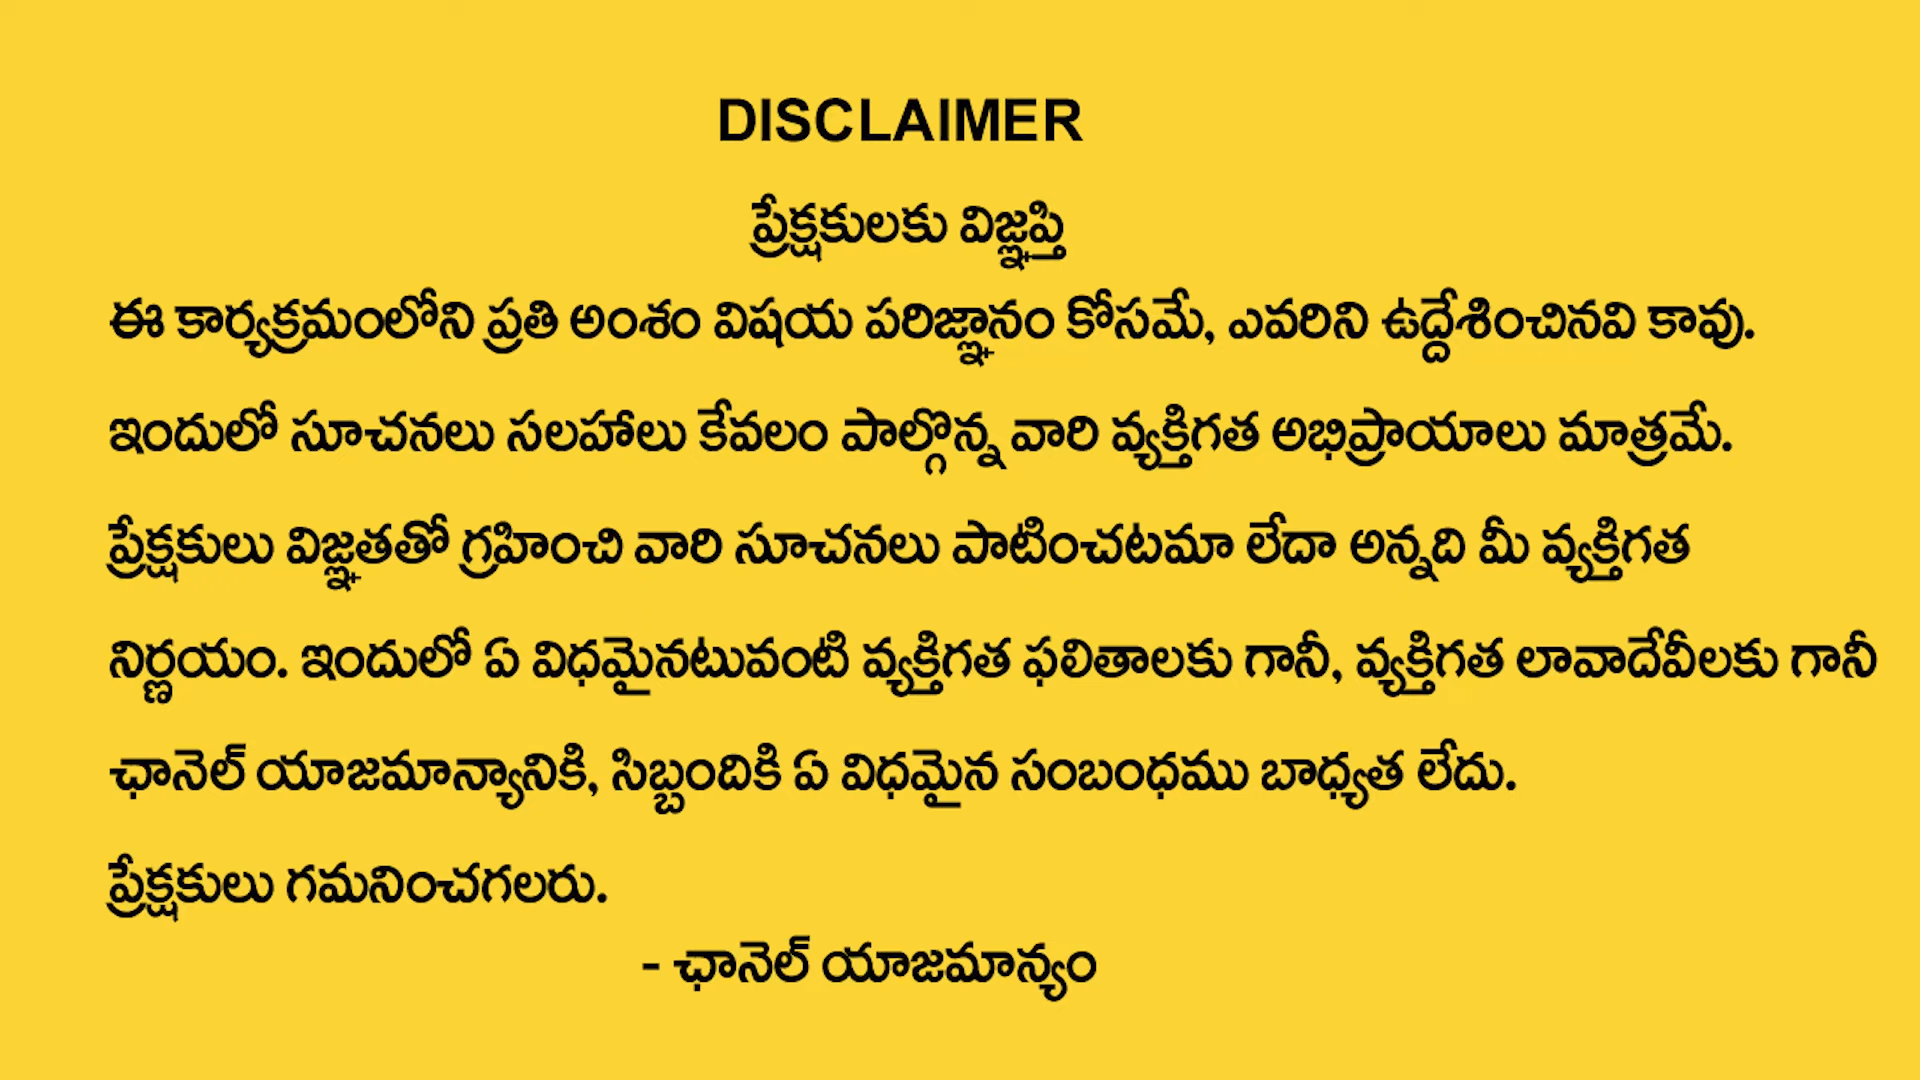 DISCLAIMER
ప్రేక్షకులకు విజ్ఞప్తి
ఈ కార్యక్రమంలోని ప్రతి అంశం విషయ పరిజ్ఞానం కోసమే, ఎవరిని ఉద్దేశించినవి కావు.
ఇందులో సూచనలు సలహాలు కేవలం పాల్గొన్న వారి వ్యక్తిగత అభిప్రాయాలు మాత్రమే.
ప్రేక్షకులు విజ్ఞతతో గ్రహించి వారి సూచనలు పాటించటమా లేదా అన్నది మీ వ్యక్తిగత
నిర్ణయం. ఇందులో ఏ విధమైనటువంటి వ్యక్తిగత ఫలితాలకు గానీ, వ్యక్తిగత లావాదేవీలకు గానీ
ఛానెల్ యాజమాన్యానికి, సిబ్బందికి ఏ విధమైన సంబంధము బాధ్యత లేదు.
ప్రేక్షకులు గమనించగలరు.
- ఛానెల్ యాజమాన్యం